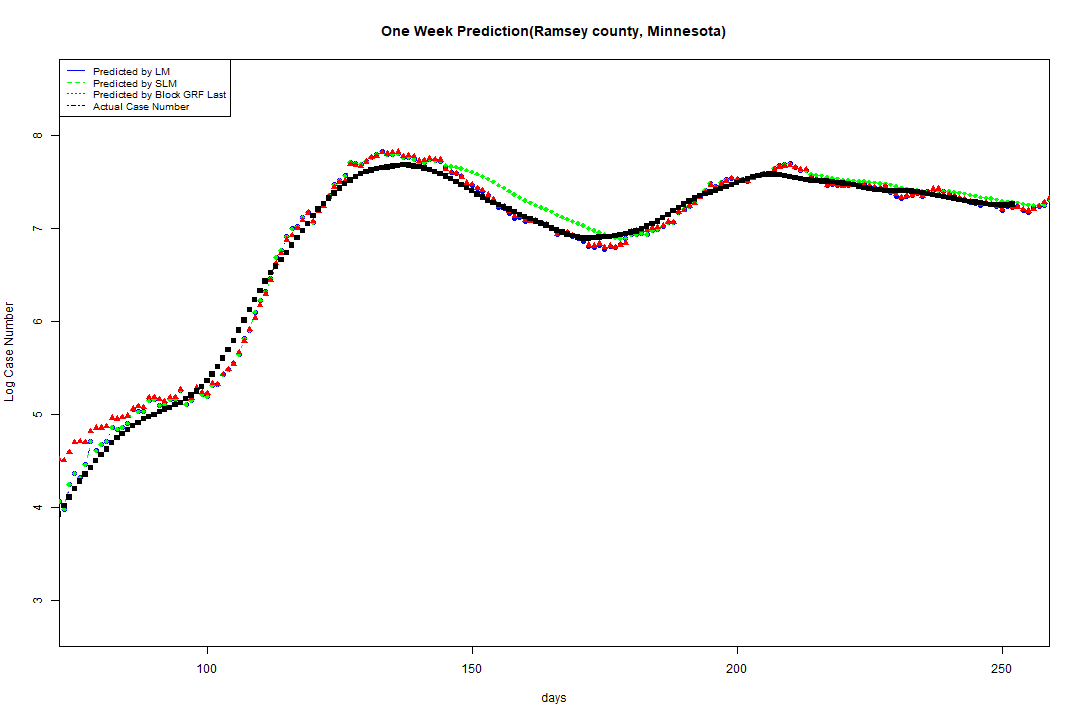 One Week Prediction(Ramsey county, Minnesota)
Predicted by LM
Predicted by SLM
Predicted by Block GRF Last
Actual Case Number
Log Case Number
8
7
6
5
4
3
100 150 200 250
days